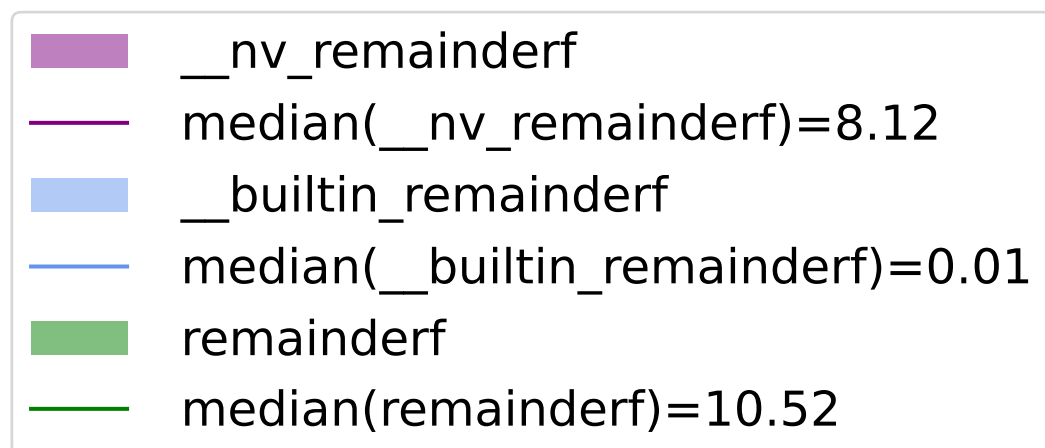 __nv_remainderf
median(__nv_remainderf)=8.12
__builtin_remainderf
median(__builtin_remainderf)=0.01
remainderf
median(remainderf)=10.52